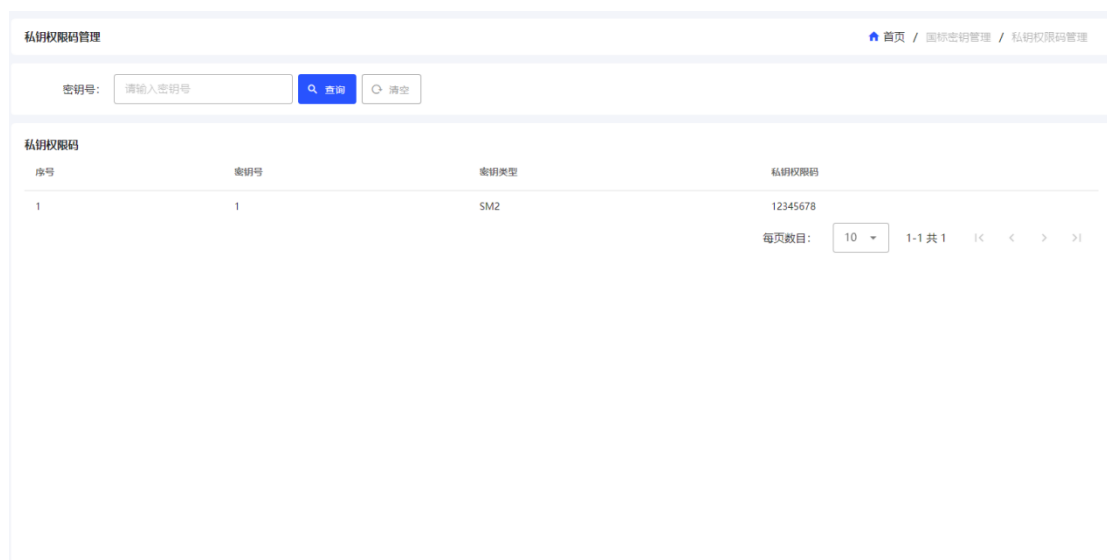 私钥权限码管理 首页 / 国标密钥管理 / 私钥权限码管理
密钥号： 请输入密钥号 查询 清空
私钥权限码
序号 密钥号 密钥类型 私钥权限码
1 1 SM2 12345678
每页数目： 10 1-1 共 1